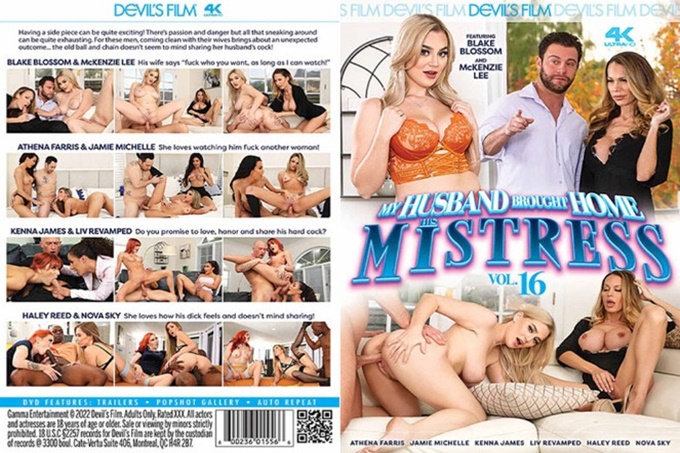 DEVIL'S FILM 4K ULTRA HD
Having a side piece can be quite exciting! There's passion and danger but all that sneaking around
can be quite exhausting. For these men, coming clean with their wives brings about an unexpected
outcome... the old ball and chain doesn't seem to mind sharing her husband's cock!
BLAKE BLOSSOM & McKENZIE LEE His wife says "fuck who you want, as long as I can watch!"
ATHENA FARRIS & JAMIE MICHELLE She loves watching him fuck another woman!
KENNA JAMES & LIV REVAMPED Do you promise to love, honor and share his hard cock?
HALEY REED & NOVA SKY She loves how his dick feels and doesn't mind sharing!
DVD FEATURES: TRAILERS • POPSHOT GALLERY • AUTO REPEAT
Gamma Entertainment © 2022 Devil's Film. Adults Only. Rated XXX. All actors
and actresses are 18 years of age or older. Sale or viewing by minors strictly
prohibited. 18 U.S.C §2257 records for Devil's Film are kept by the custodian
of records @ 3300 boul. Cate-Vertu Suite 406, Montreal, QC H4R 2B7.
6 00236 01556 6
DEVIL'S FILM DEVIL'S FILM DEVIL'S FILM
4K
ULTRA HD
FEATURING
BLAKE
BLOSSOM
AND
McKENZIE
LEE
MY HUSBAND BROUGHT HOME
HIS
MISTRESS
VOL. 16
ATHENA FARRIS JAMIE MICHELLE KENNA JAMES LIV REVAMPED HALEY REED NOVA SKY